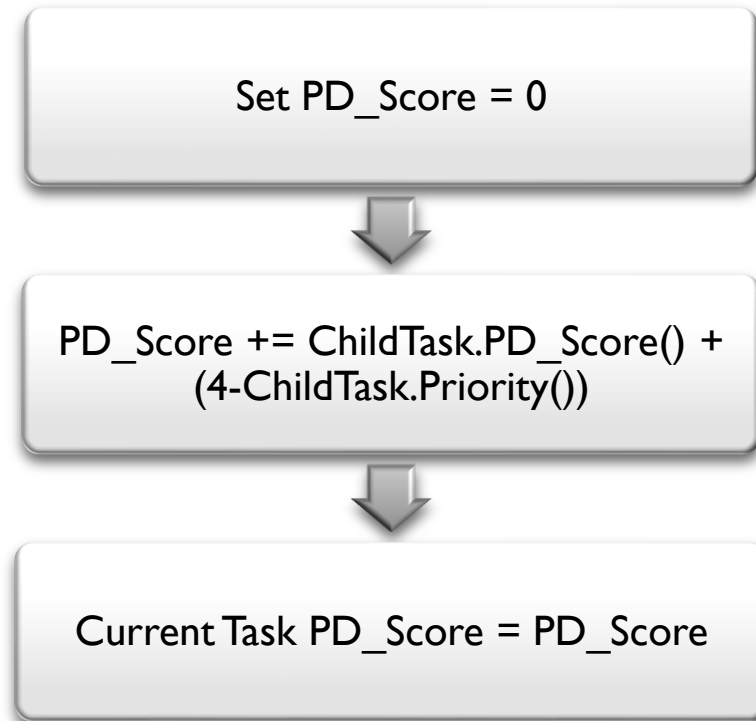 Set PD_Score = 0
PD_Score += ChildTask.PD_Score() +
(4-ChildTask.Priority())
Current Task PD_Score = PD_Score